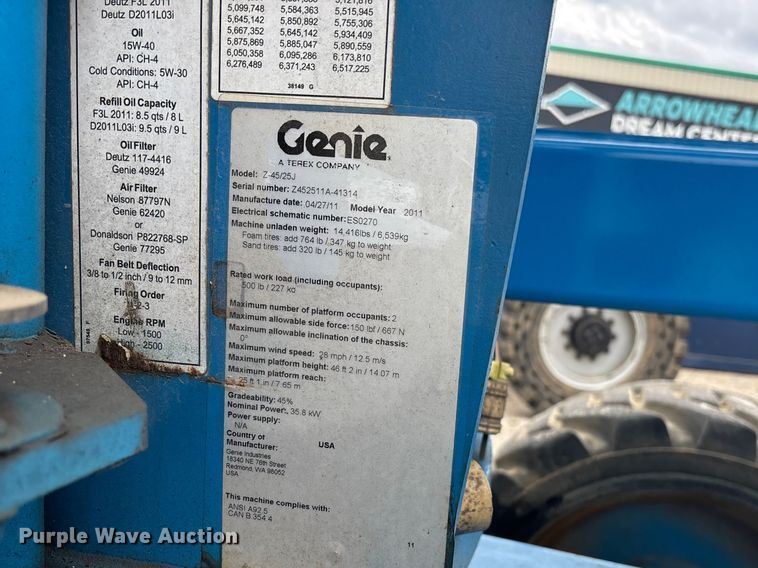 Deutz F3L 2011
Deutz D2011L03i
Oil
15W-40
API: CH-4
Cold Conditions: 5W-30
API: CH-4
Refill Oil Capacity
F3L 2011: 8.5 qts / 8 L
D2011L03i: 9.5 qts / 9 L
Oil Filter
Deutz 117-4416
Genie 49924
Air Filter
Nelson 87797N
Genie 62420
or
Donaldson P822768-SP
Genie 77295
Fan Belt Deflection
3/8 to 1/2 inch / 9 to 12 mm
Firing Order
1-2-3
Engine RPM
Low - 1500
High - 2500
5,099,748 5,584,363 5,515,945
5,645,142 5,850,892 5,755,306
5,667,352 5,645,142 5,934,409
5,875,869 5,885,047 5,890,559
6,050,358 6,095,286 6,173,810
6,276,489 6,371,243 6,517,225
38149 G
Genie
A TEREX COMPANY
Model: Z-45/25J
Serial number: Z452511A-41314
Manufacture date: 04/27/11 Model Year 2011
Electrical schematic number: ES0270
Machine unladen weight: 14,416lbs / 6,539kg
Foam tires: add 764 lb / 347 kg to weight
Sand tires: add 320 lb / 145 kg to weight
Rated work load (including occupants):
500 lb / 227 kg
Maximum number of platform occupants: 2
Maximum allowable side force: 150 lbf / 667 N
Maximum allowable inclination of the chassis:
0°
Maximum wind speed: 28 mph / 12.5 m/s
Maximum platform height: 46 ft 2 in / 14.07 m
Maximum platform reach:
25 ft 1 in / 7.65 m
Gradeability: 45%
Nominal Power: 35.8 kW
Power supply:
N/A
Country of
Manufacturer: USA
Genie Industries
18340 NE 76th Street
Redmond, WA 98052
USA
This machine complies with:
ANSI A92.5
CAN B.354.4
11
ARROWHEAD
DREAM CENTER
Purple Wave Auction